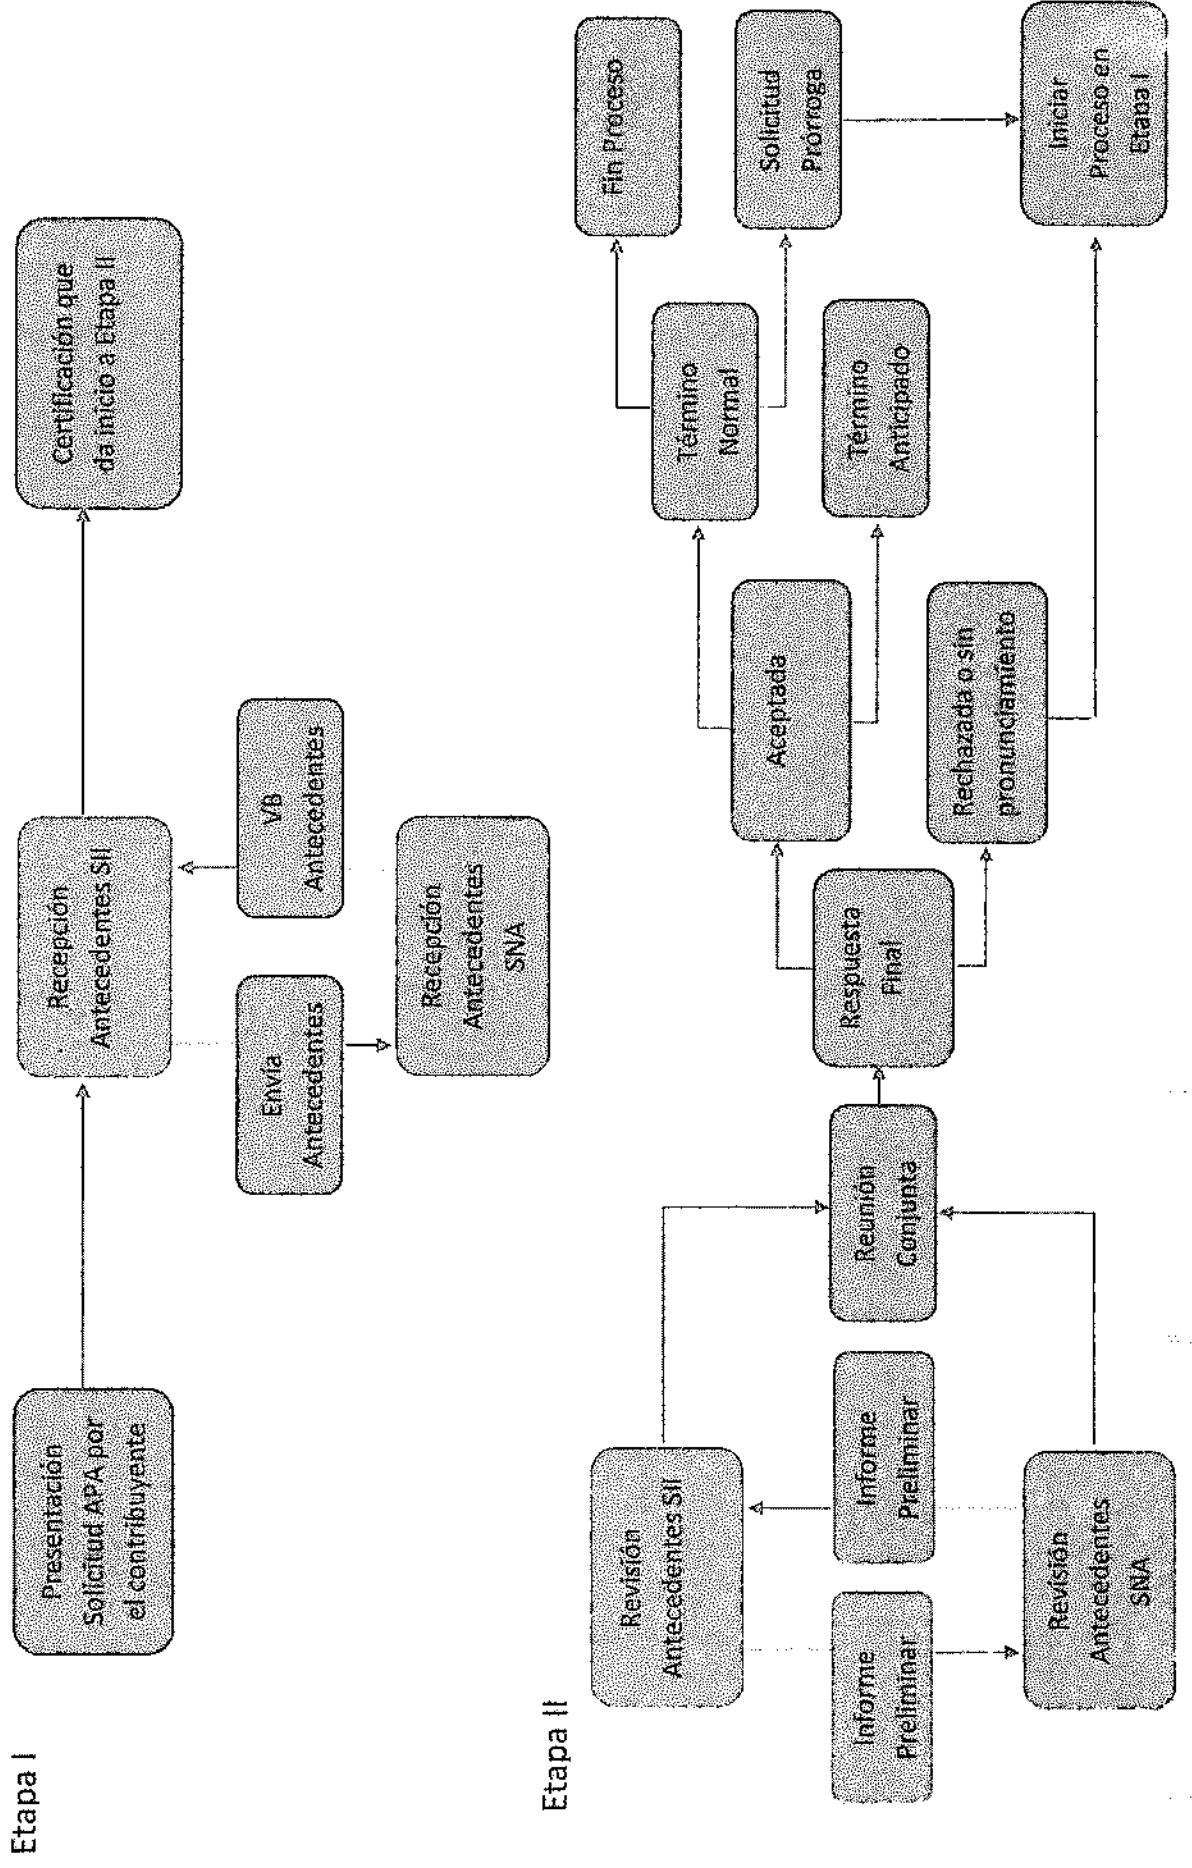 Etapa I
Presentación
Solicitud APA por
el contribuyente
Recepción
Antecedentes SII
Certificación que
da inicio a Etapa II
Envía
Antecedentes
VB
Antecedentes
Recepción
Antecedentes
SNA
Etapa II
Revisión
Antecedentes SII
Informe
Preliminar
Informe
Preliminar
Revisión
Antecedentes
SNA
Reunión
Conjunta
Respuesta
Final
Aceptada
Rechazada o sin
pronunciamiento
Término
Normal
Término
Anticipado
Fin Proceso
Solicitud
Prórroga
Iniciar
Proceso en
Etapa I